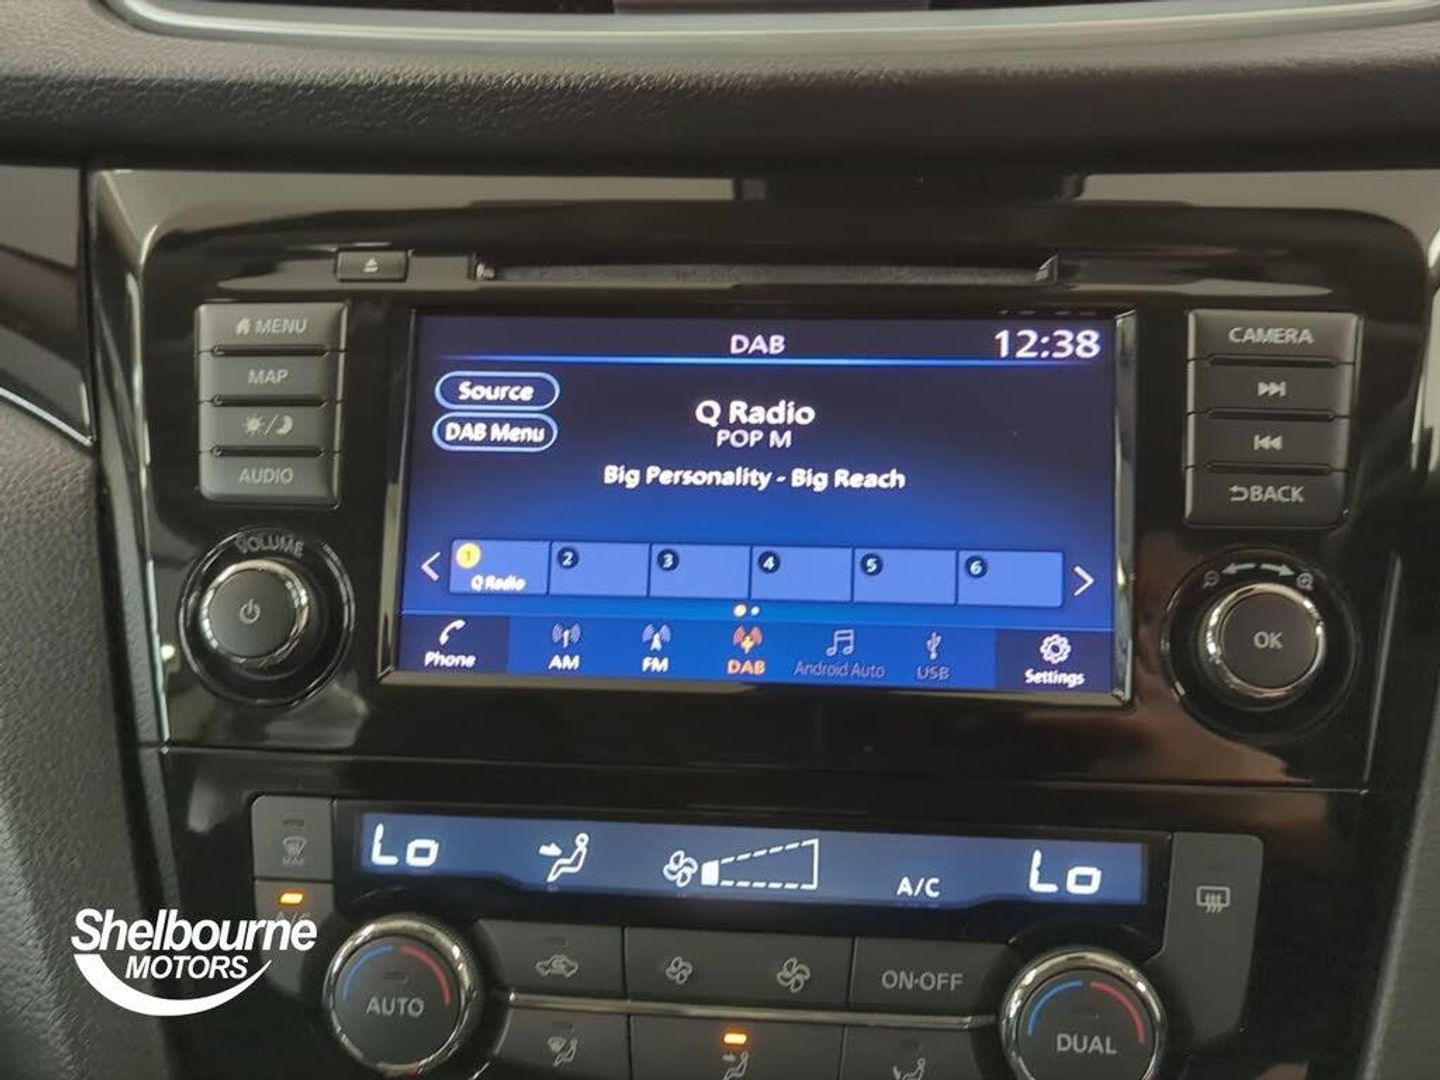 MENU
MAP
AUDIO
VOLUME
DAB
12:38
Source
DAB Menu
Q Radio
POP M
Big Personality - Big Reach
1
2
3
4
5
6
Q Radio
Phone
AM
FM
DAB
Android Auto
USB
Settings
CAMERA
BACK
OK
Lo
A/C
Lo
MAX
A/C
AUTO
ON·OFF
DUAL
Shelbourne
MOTORS